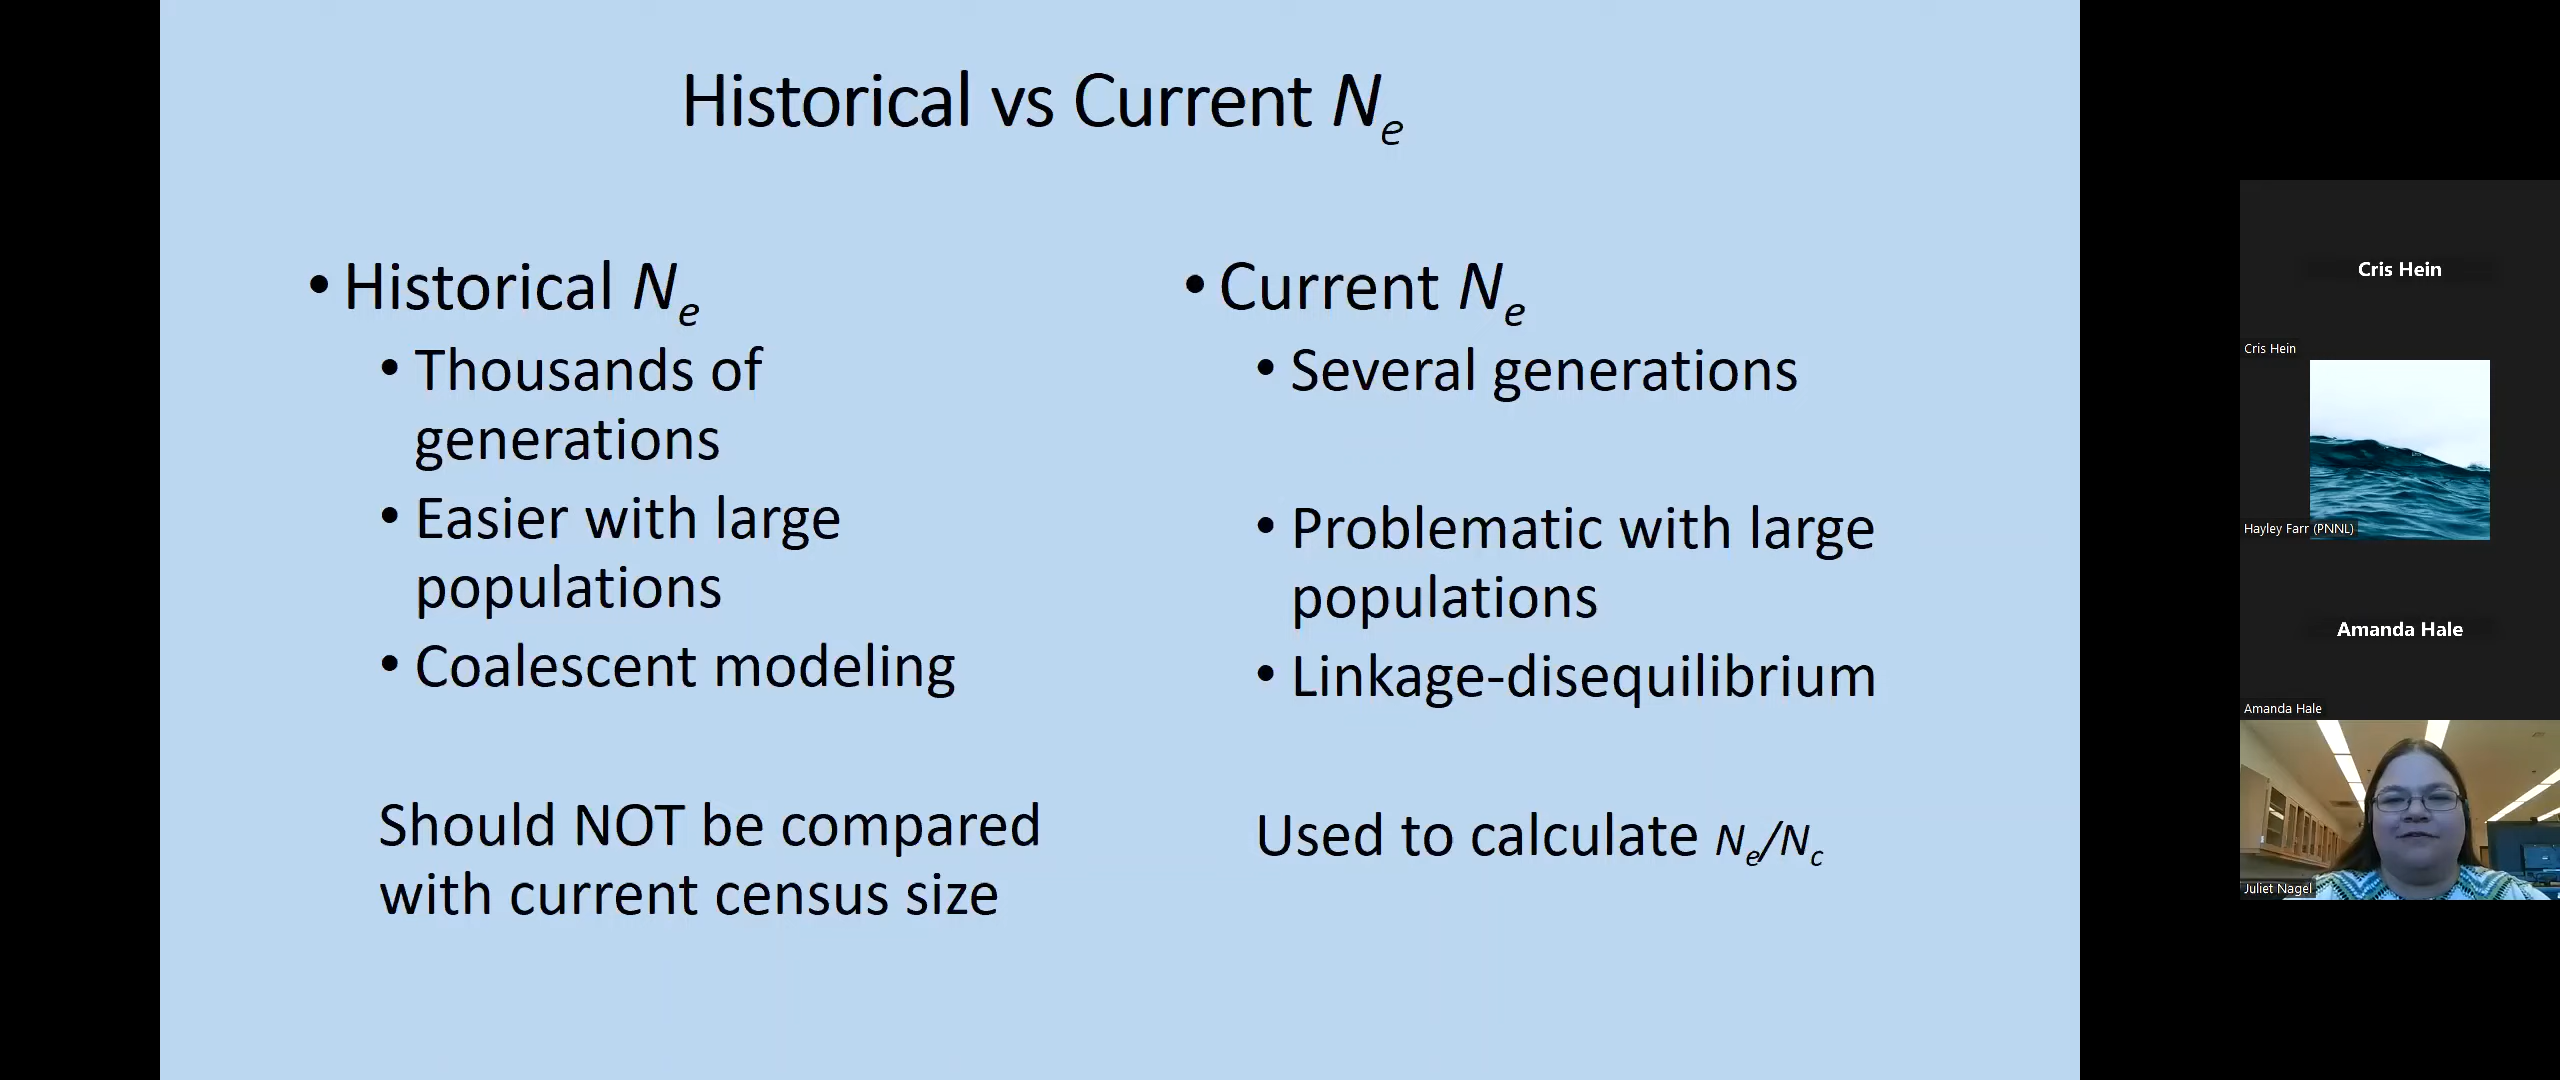 Historical vs Current Ne
• Historical Ne
• Thousands of
generations
• Easier with large
populations
• Coalescent modeling
Should NOT be compared
with current census size
• Current Ne
• Several generations
• Problematic with large
populations
• Linkage-disequilibrium
Used to calculate Ne/Nc
Cris Hein
Cris Hein
Hayley Farr (PNNL)
Amanda Hale
Amanda Hale
Juliet Nagel